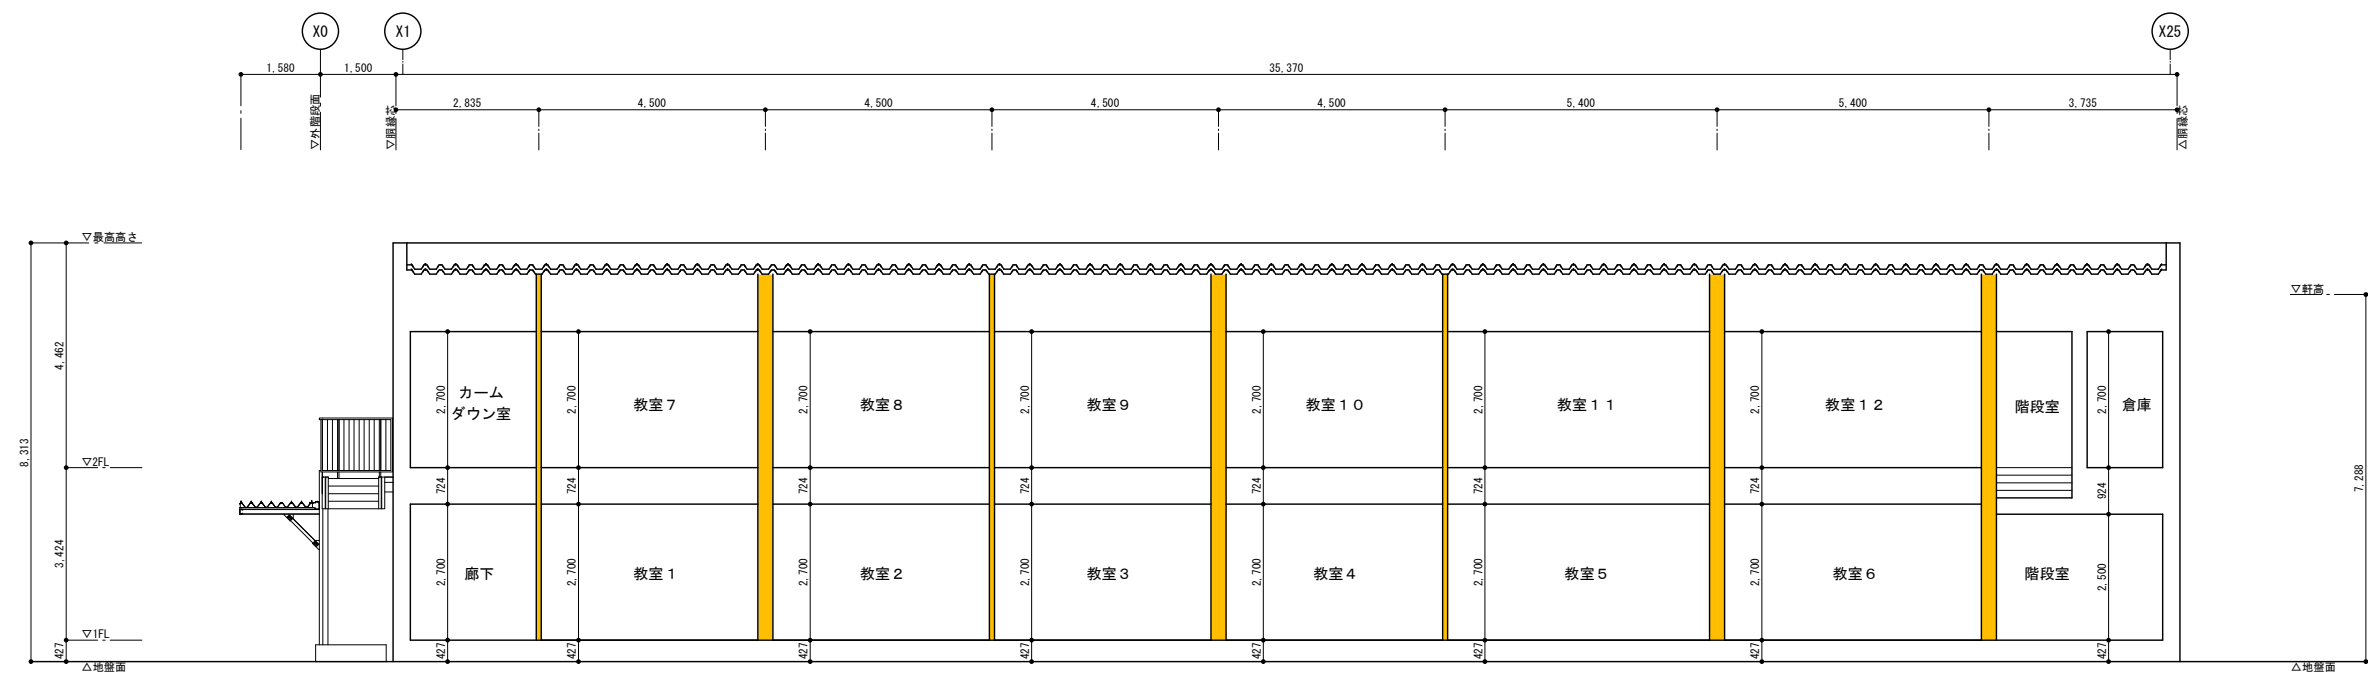 X0
X1
X25
1,580
1,500
35,370
2,835
4,500
4,500
4,500
4,500
5,400
5,400
3,735
▽外階段面
▽胴縁芯
△胴縁芯
▽最高高さ
▽軒高
4,462
8,313
カーム
ダウン室
2,700
2,700
教室7
2,700
教室8
2,700
教室9
2,700
教室10
2,700
教室11
2,700
教室12
階段室
2,700
倉庫
▽2FL
7,288
3,424
724
724
724
724
724
724
724
924
2,700
廊下
2,700
教室1
2,700
教室2
2,700
教室3
2,700
教室4
2,700
教室5
2,700
教室6
階段室
2,500
▽1FL
427
427
427
427
427
427
427
427
427
△地盤面
△地盤面